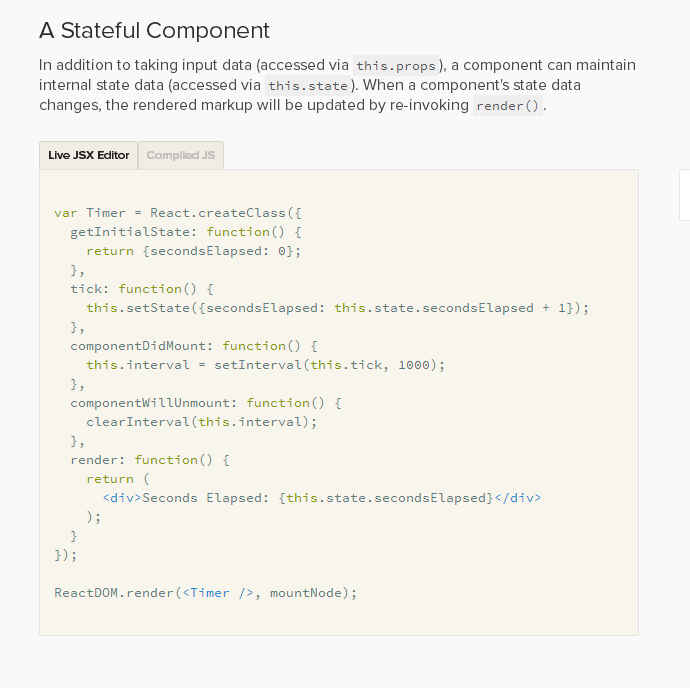 A Stateful Component
In addition to taking input data (accessed via this.props), a component can maintain
internal state data (accessed via this.state). When a component's state data
changes, the rendered markup will be updated by re-invoking render().
Live JSX Editor Compiled JS
var Timer = React.createClass({
  getInitialState: function() {
    return {secondsElapsed: 0};
  },
  tick: function() {
    this.setState({secondsElapsed: this.state.secondsElapsed + 1});
  },
  componentDidMount: function() {
    this.interval = setInterval(this.tick, 1000);
  },
  componentWillUnmount: function() {
    clearInterval(this.interval);
  },
  render: function() {
    return (
      <div>Seconds Elapsed: {this.state.secondsElapsed}</div>
    );
  }
});
ReactDOM.render(<Timer />, mountNode);